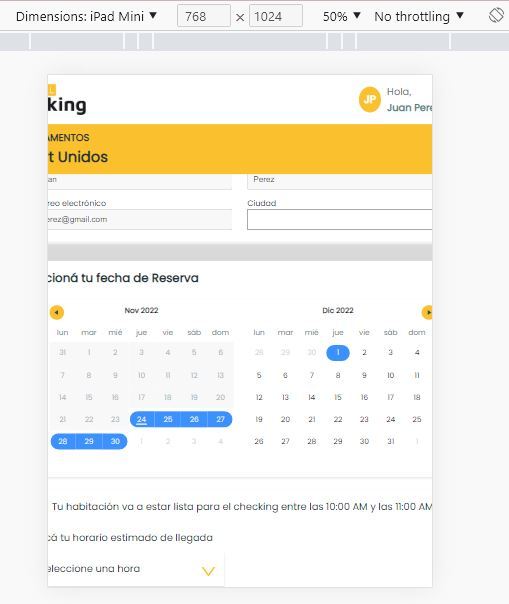 Dimensions: iPad Mini ▼ 768 × 1024 50% ▼ No throttling ▼
king
JP
Hola,
Juan Pere
AMENTOS
t Unidos
an Perez
reo electrónico Ciudad
erez@gmail.com
cioná tu fecha de Reserva
Nov 2022 Dic 2022
lun mar mié jue vie sáb dom lun mar mié jue vie sáb dom
31 1 2 3 4 5 6 28 29 30 1 2 3 4
7 8 9 10 11 12 13 5 6 7 8 9 10 11
14 15 16 17 18 19 20 12 13 14 15 16 17 18
21 22 23 24 25 26 27 19 20 21 22 23 24 25
28 29 30 1 2 3 4 26 27 28 29 30 31 1
Tu habitación va a estar lista para el checking entre las 10:00 AM y las 11:00 AM
cá tu horario estimado de llegada
eleccione una hora